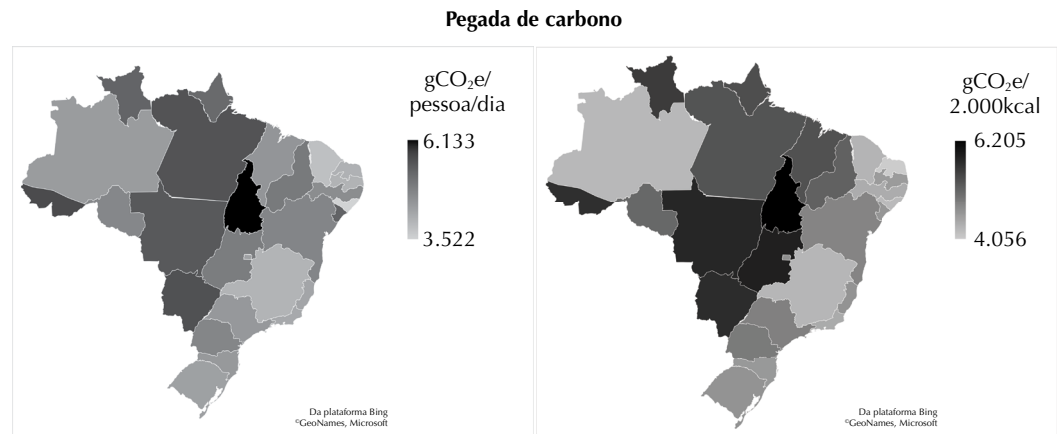 Pegada de carbono
gCO₂e/
pessoa/dia
6.133
3.522
Da plataforma Bing
©GeoNames, Microsoft
gCO₂e/
2.000kcal
6.205
4.056
Da plataforma Bing
©GeoNames, Microsoft